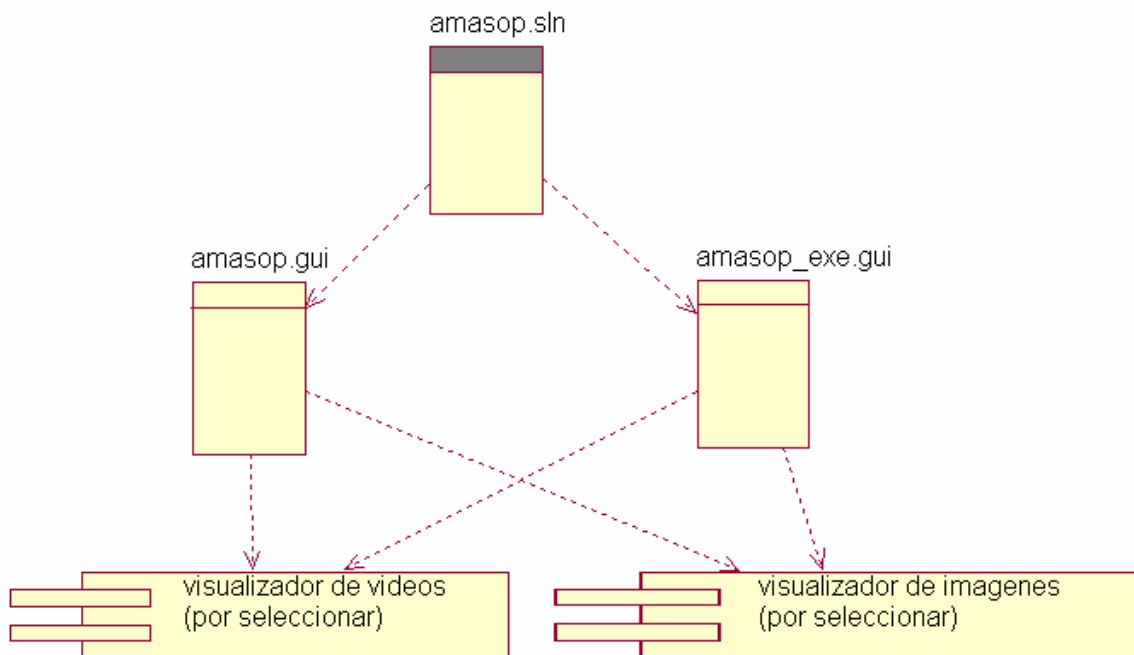 amasop.sln
amasop.gui
amasop_exe.gui
visualizador de videos
(por seleccionar)
visualizador de imagenes
(por seleccionar)